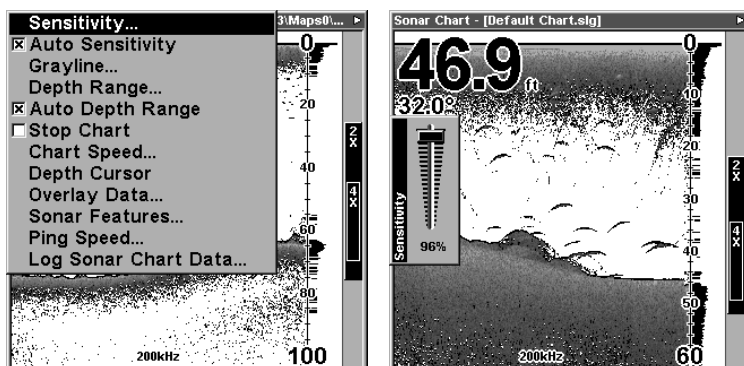 Sensitivity...
Auto Sensitivity
Grayline...
Depth Range...
Auto Depth Range
Stop Chart
Chart Speed...
Depth Cursor
Overlay Data...
Sonar Features...
Ping Speed...
Log Sonar Chart Data...
3\Maps0\...
0
20
40
60
80
100
200kHz
2X
4X
Sonar Chart - [Default Chart.slg]
46.9 ft
32.0°
Sensitivity
96%
0
10
20
30
40
50
60
200kHz
2X
4X